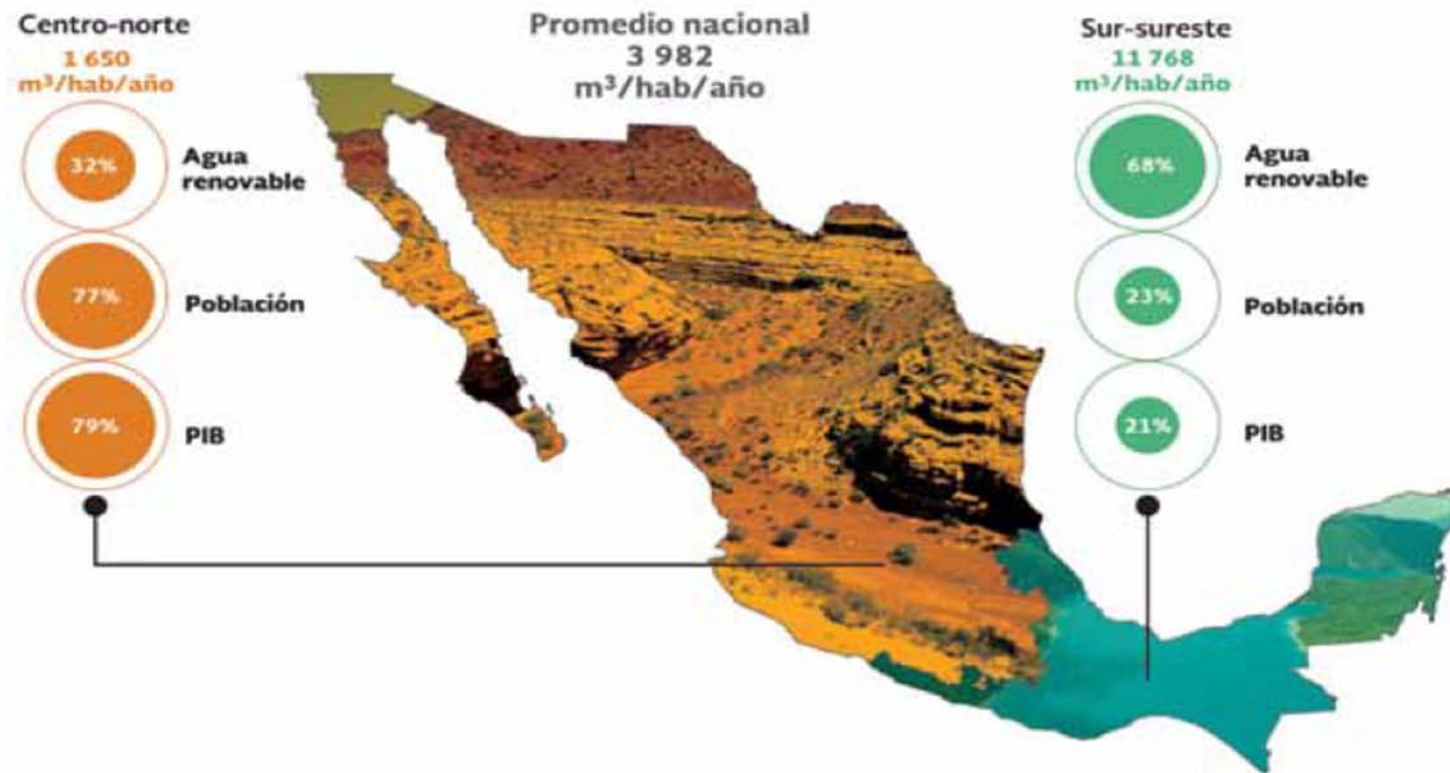 Centro-norte
1 650
m³/hab/año
32%
Agua
renovable
77%
Población
79%
PIB
Promedio nacional
3 982
m³/hab/año
Sur-sureste
11 768
m³/hab/año
68%
Agua
renovable
23%
Población
21%
PIB